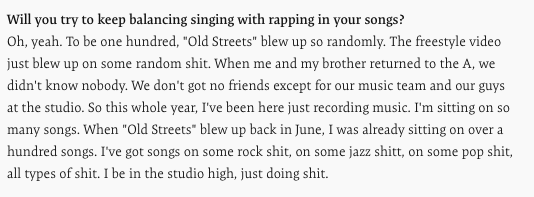 Will you try to keep balancing singing with rapping in your songs?
Oh, yeah. To be one hundred, "Old Streets" blew up so randomly. The freestyle video
just blew up on some random shit. When me and my brother returned to the A, we
didn't know nobody. We don't got no friends except for our music team and our guys
at the studio. So this whole year, I've been here just recording music. I'm sitting on so
many songs. When "Old Streets" blew up back in June, I was already sitting on over a
hundred songs. I've got songs on some rock shit, on some jazz shitt, on some pop shit,
all types of shit. I be in the studio high, just doing shit.